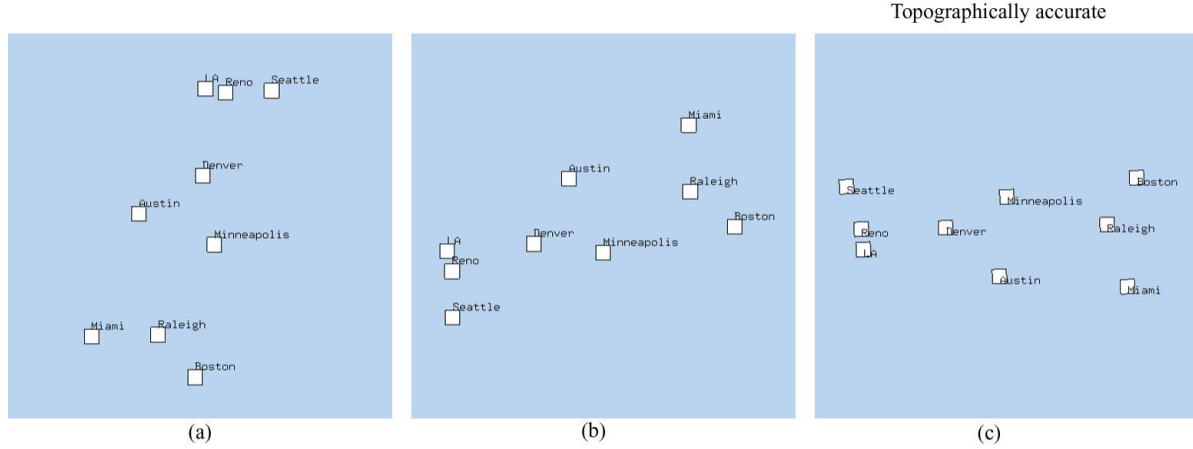 Topographically accurate
LA
Reno
Seattle
Denver
Austin
Minneapolis
Miami
Raleigh
Boston
(a)
Miami
Austin
Raleigh
Boston
LA
Denver
Minneapolis
Reno
Seattle
(b)
Seattle
Boston
Minneapolis
Reno
Denver
Raleigh
LA
Austin
Miami
(c)